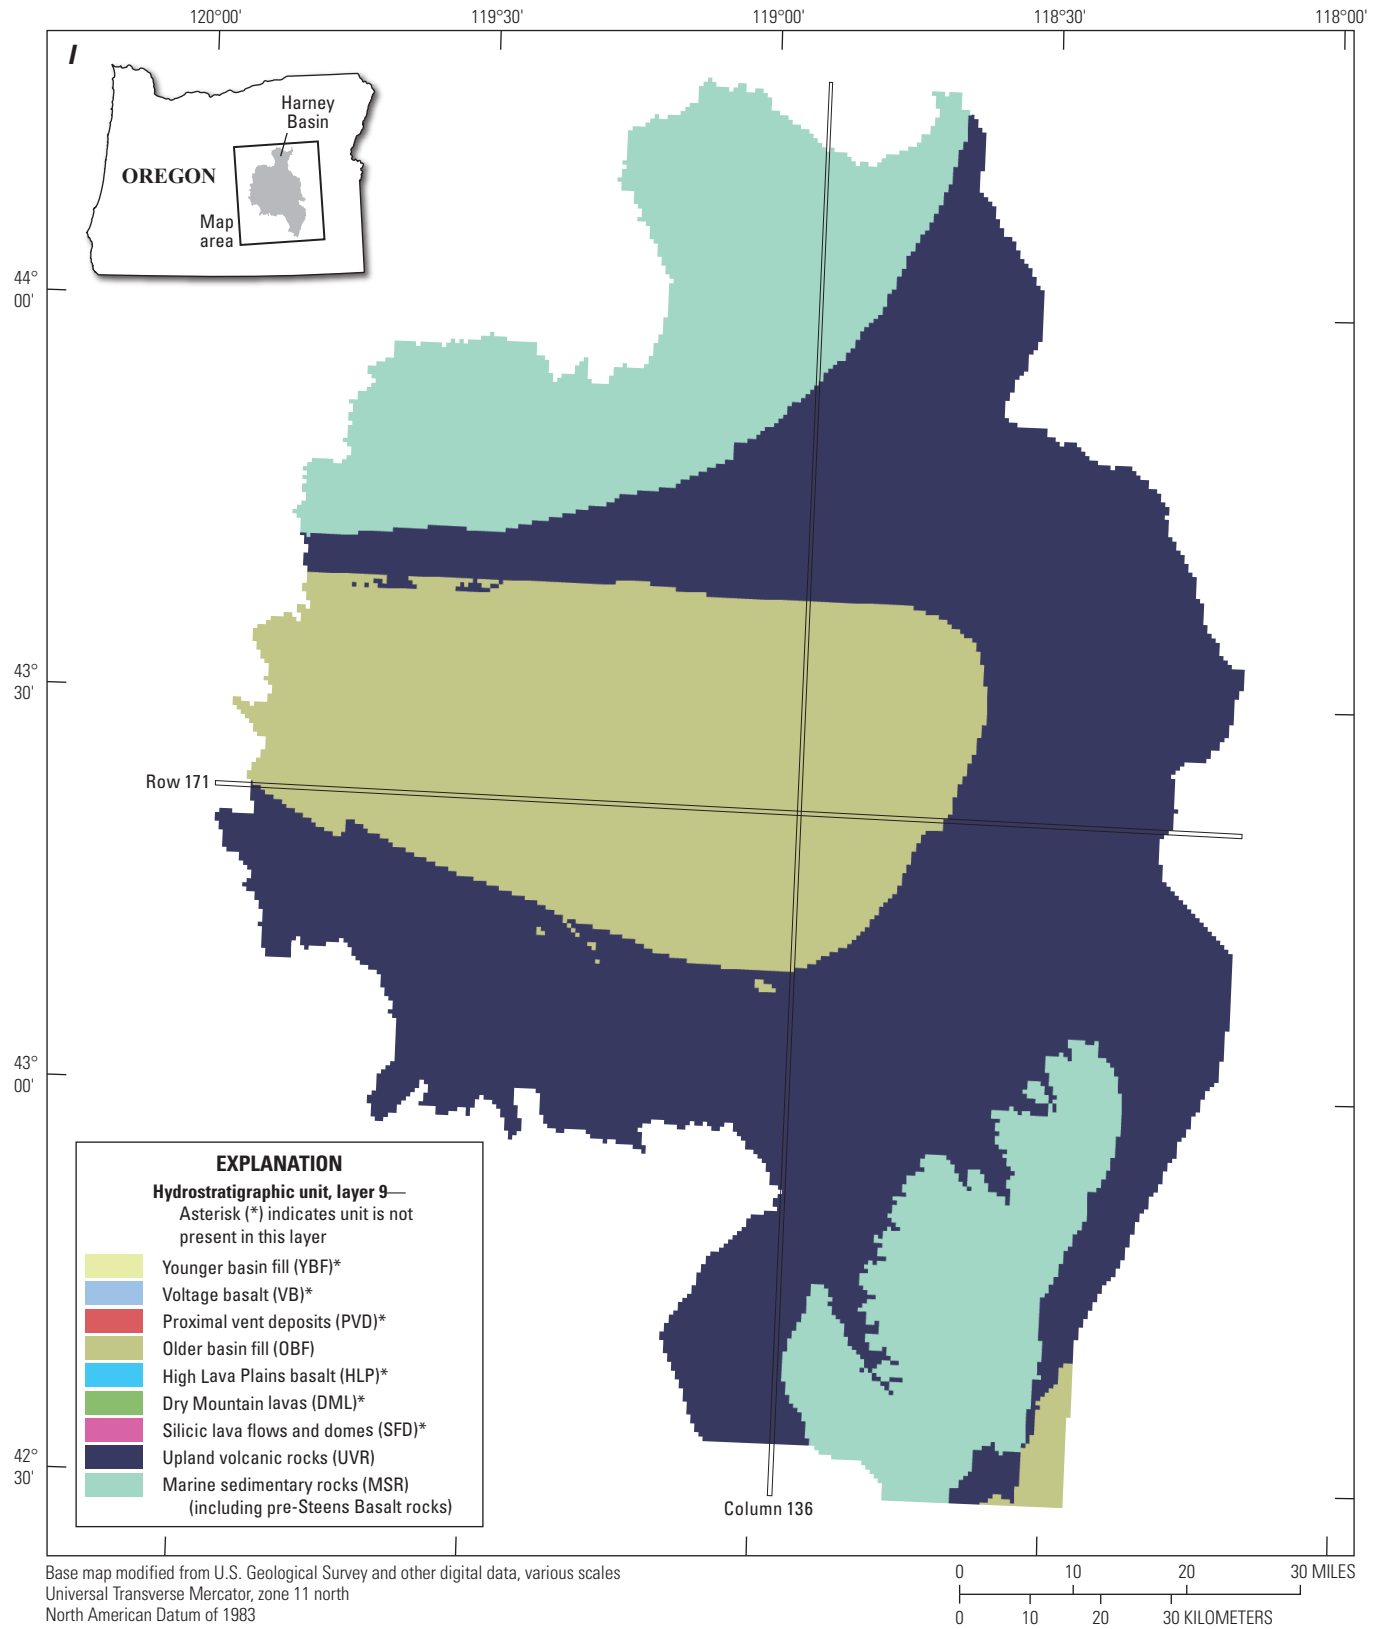 120°00'
119°30'
119°00'
118°30'
118°00'
I
Harney
Basin
OREGON
Map
area
44°
00'
43°
30'
Row 171
43°
00'
42°
30'
Column 136
EXPLANATION
Hydrostratigraphic unit, layer 9—
Asterisk (*) indicates unit is not
present in this layer
Younger basin fill (YBF)*
Voltage basalt (VB)*
Proximal vent deposits (PVD)*
Older basin fill (OBF)
High Lava Plains basalt (HLP)*
Dry Mountain lavas (DML)*
Silicic lava flows and domes (SFD)*
Upland volcanic rocks (UVR)
Marine sedimentary rocks (MSR)
(including pre-Steens Basalt rocks)
Base map modified from U.S. Geological Survey and other digital data, various scales
Universal Transverse Mercator, zone 11 north
North American Datum of 1983
0 10 20 30 MILES
0 10 20 30 KILOMETERS